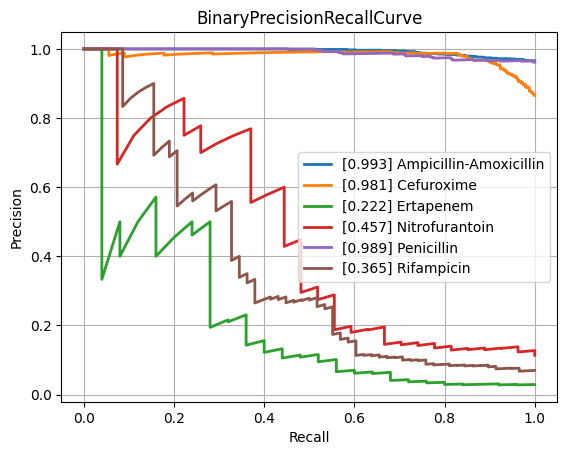 BinaryPrecisionRecallCurve
Precision
1.0
0.8
0.6
0.4
0.2
0.0
[0.993] Ampicillin-Amoxicillin
[0.981] Cefuroxime
[0.222] Ertapenem
[0.457] Nitrofurantoin
[0.989] Penicillin
[0.365] Rifampicin
0.0 0.2 0.4 0.6 0.8 1.0
Recall